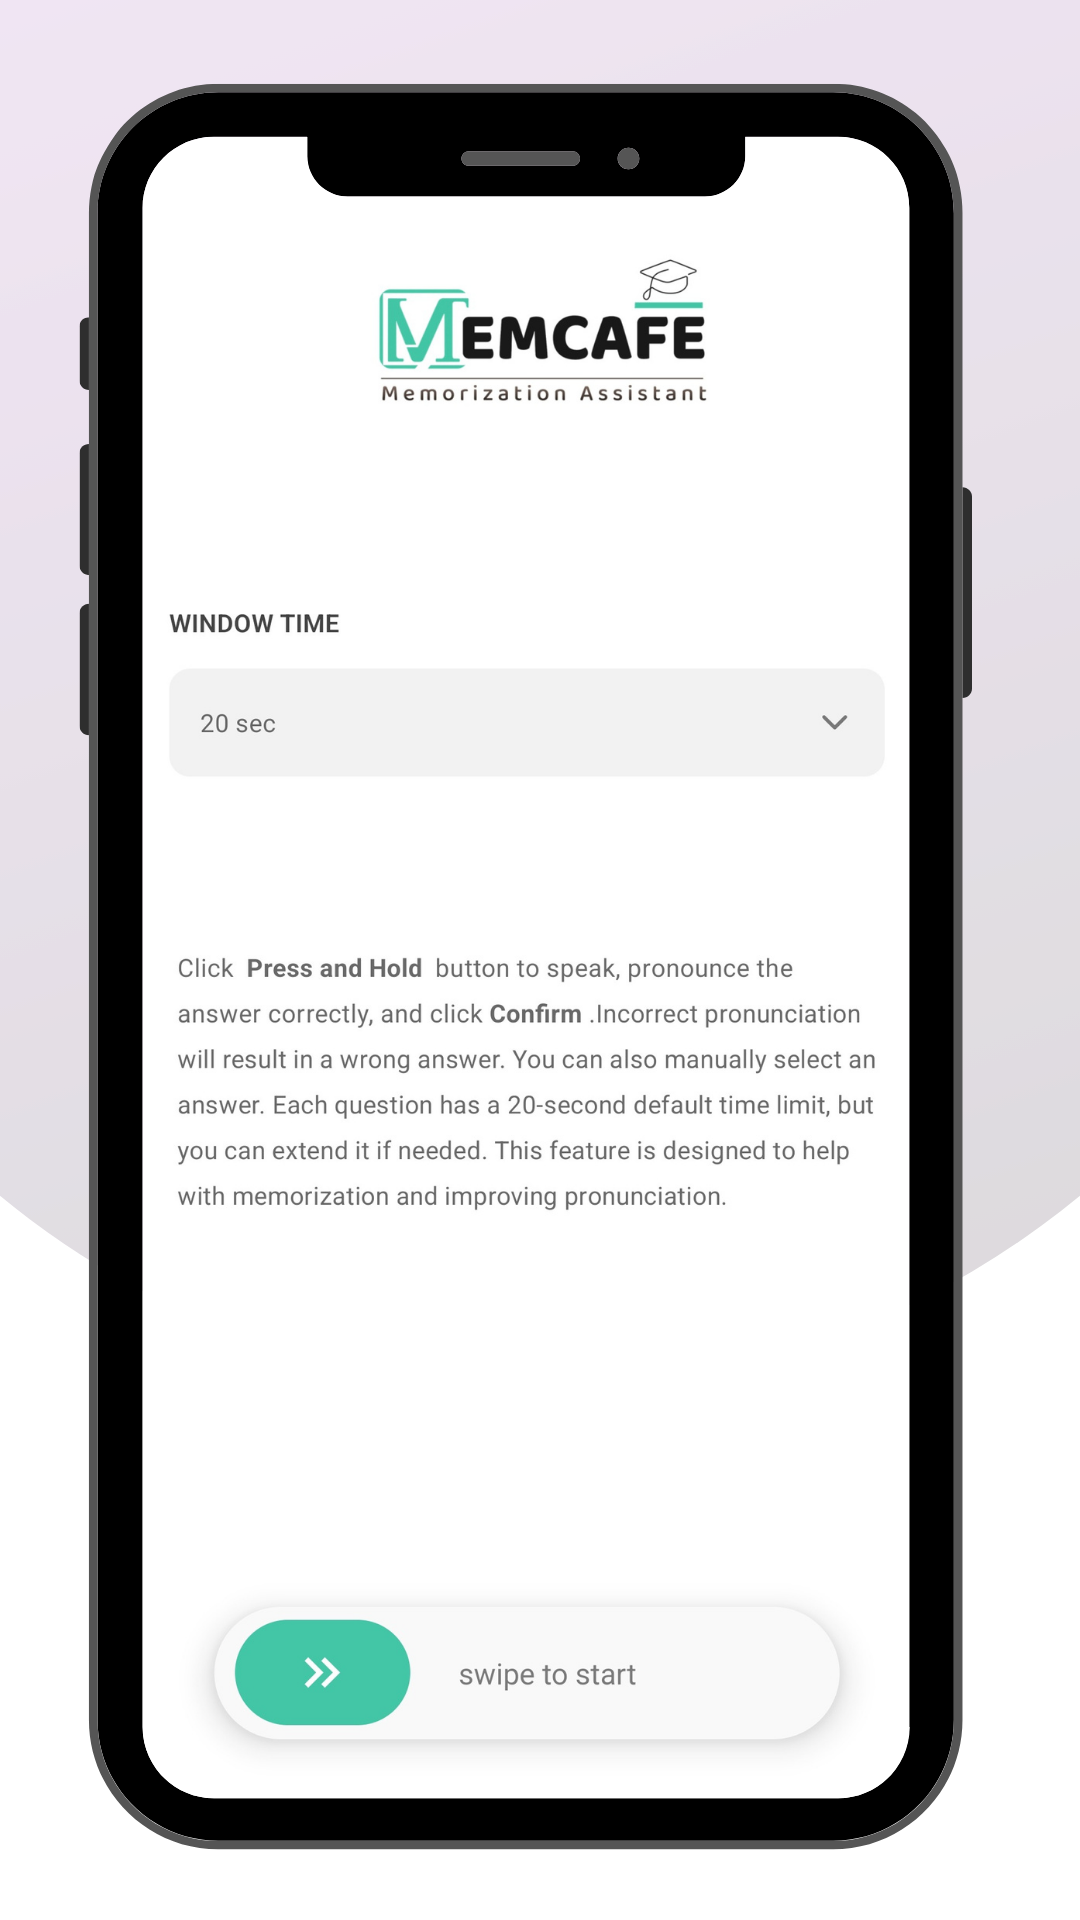 MEMCAFE
Memorization Assistant
WINDOW TIME
20 sec
Click Press and Hold button to speak, pronounce the
answer correctly, and click Confirm .Incorrect pronunciation
will result in a wrong answer. You can also manually select an
answer. Each question has a 20-second default time limit, but
you can extend it if needed. This feature is designed to help
with memorization and improving pronunciation.
swipe to start